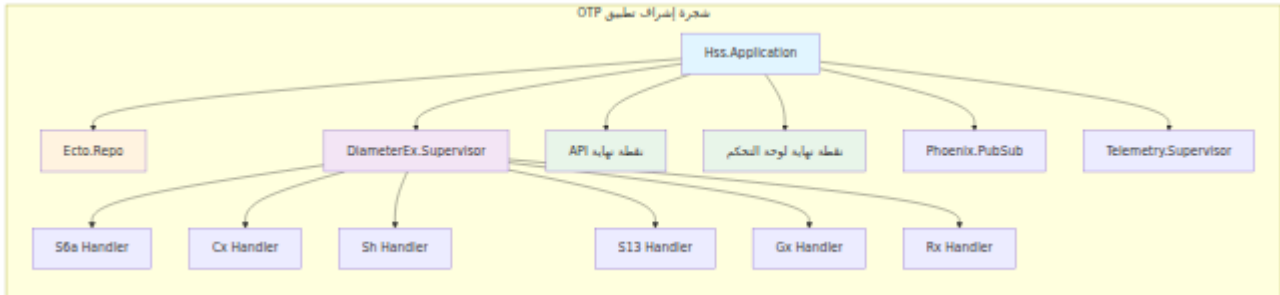 شجرة إشراف تطبيق OTP
Hss.Application
Ecto.Repo
DiameterEx.Supervisor
نقطة نهاية API
نقطة نهاية لوحة التحكم
Phoenix.PubSub
Telemetry.Supervisor
S6a Handler
Cx Handler
Sh Handler
S13 Handler
Gx Handler
Rx Handler